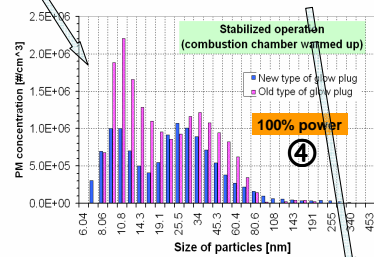 2.5E+06
2.0E+06
1.5E+06
1.0E+06
5.0E+05
0.0E+00
PM concentration [#/cm^3]
Stabilized operation
(combustion chamber warmed up)
New type of glow plug
Old type of glow plug
100% power
4
6.04 8.06 10.8 14.3 19.1 25.5 34 45.3 60.4 80.6 108 143 191 255 340 453
Size of particles [nm]